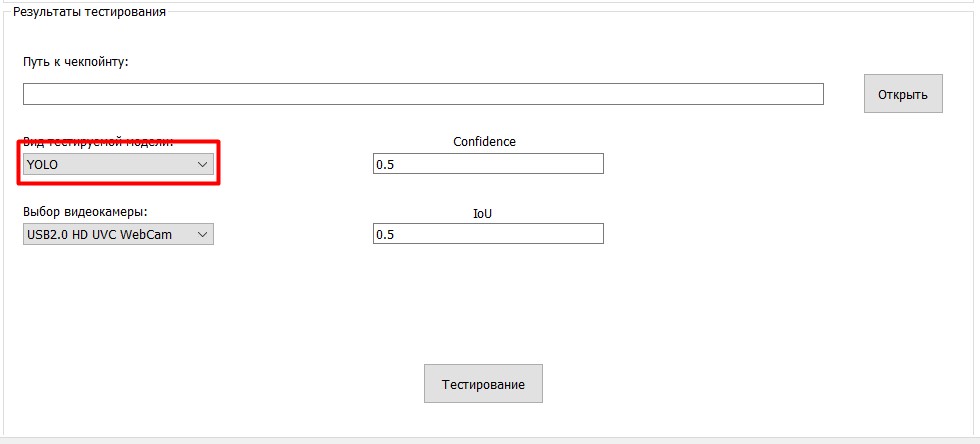 Результаты тестирования
Путь к чекпойнту:
Открыть
Вид тестируемой модели:
Confidence
YOLO
0.5
Выбор видеокамеры:
IoU
USB2.0 HD UVC WebCam
0.5
Тестирование